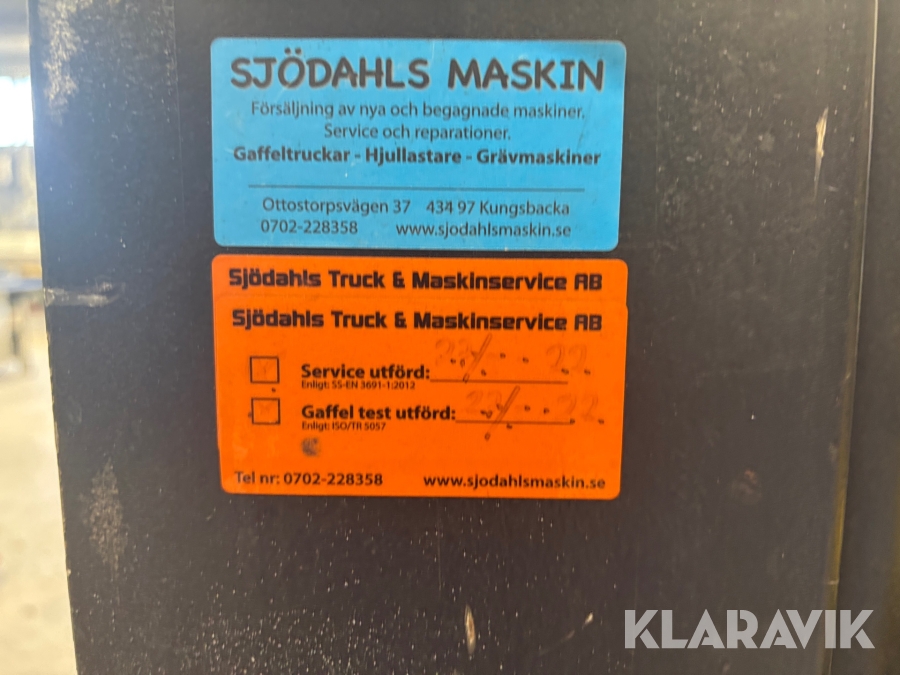 SJÖDAHLS MASKIN
Försäljning av nya och begagnade maskiner.
Service och reparationer.
Gaffeltruckar - Hjullastare - Grävmaskiner
Ottostorpsvägen 37 434 97 Kungsbacka
0702-228358 www.sjodahlsmaskin.se
Sjödahls Truck & Maskinservice AB
Sjödahls Truck & Maskinservice AB
Service utförd:
Enligt: SS-EN 3691-1:2012
Gaffel test utförd:
Enligt: ISO/TR 5057
Tel nr: 0702-228358 www.sjodahlsmaskin.se
KLARAVIK